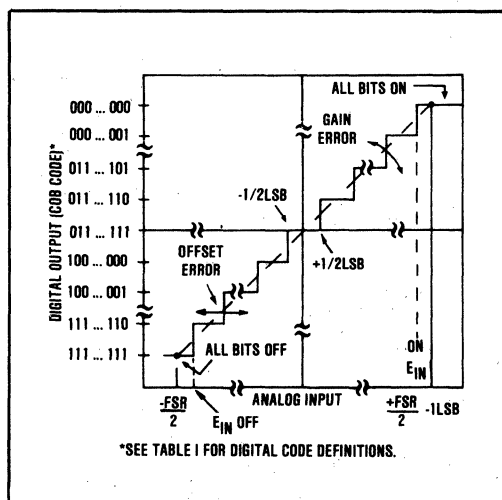 ALL BITS ON
000 ... 000
000 ... 001
GAIN
ERROR
011 ... 101
011 ... 110
-1/2LSB
011 ... 111
+1/2LSB
OFFSET
ERROR
100 ... 000
100 ... 001
111 ... 110
111 ... 111
ALL BITS OFF
ON
EIN
DIGITAL OUTPUT (COB CODE)*
-FSR
2
EIN OFF
ANALOG INPUT
+FSR
2
-1LSB
*SEE TABLE I FOR DIGITAL CODE DEFINITIONS.